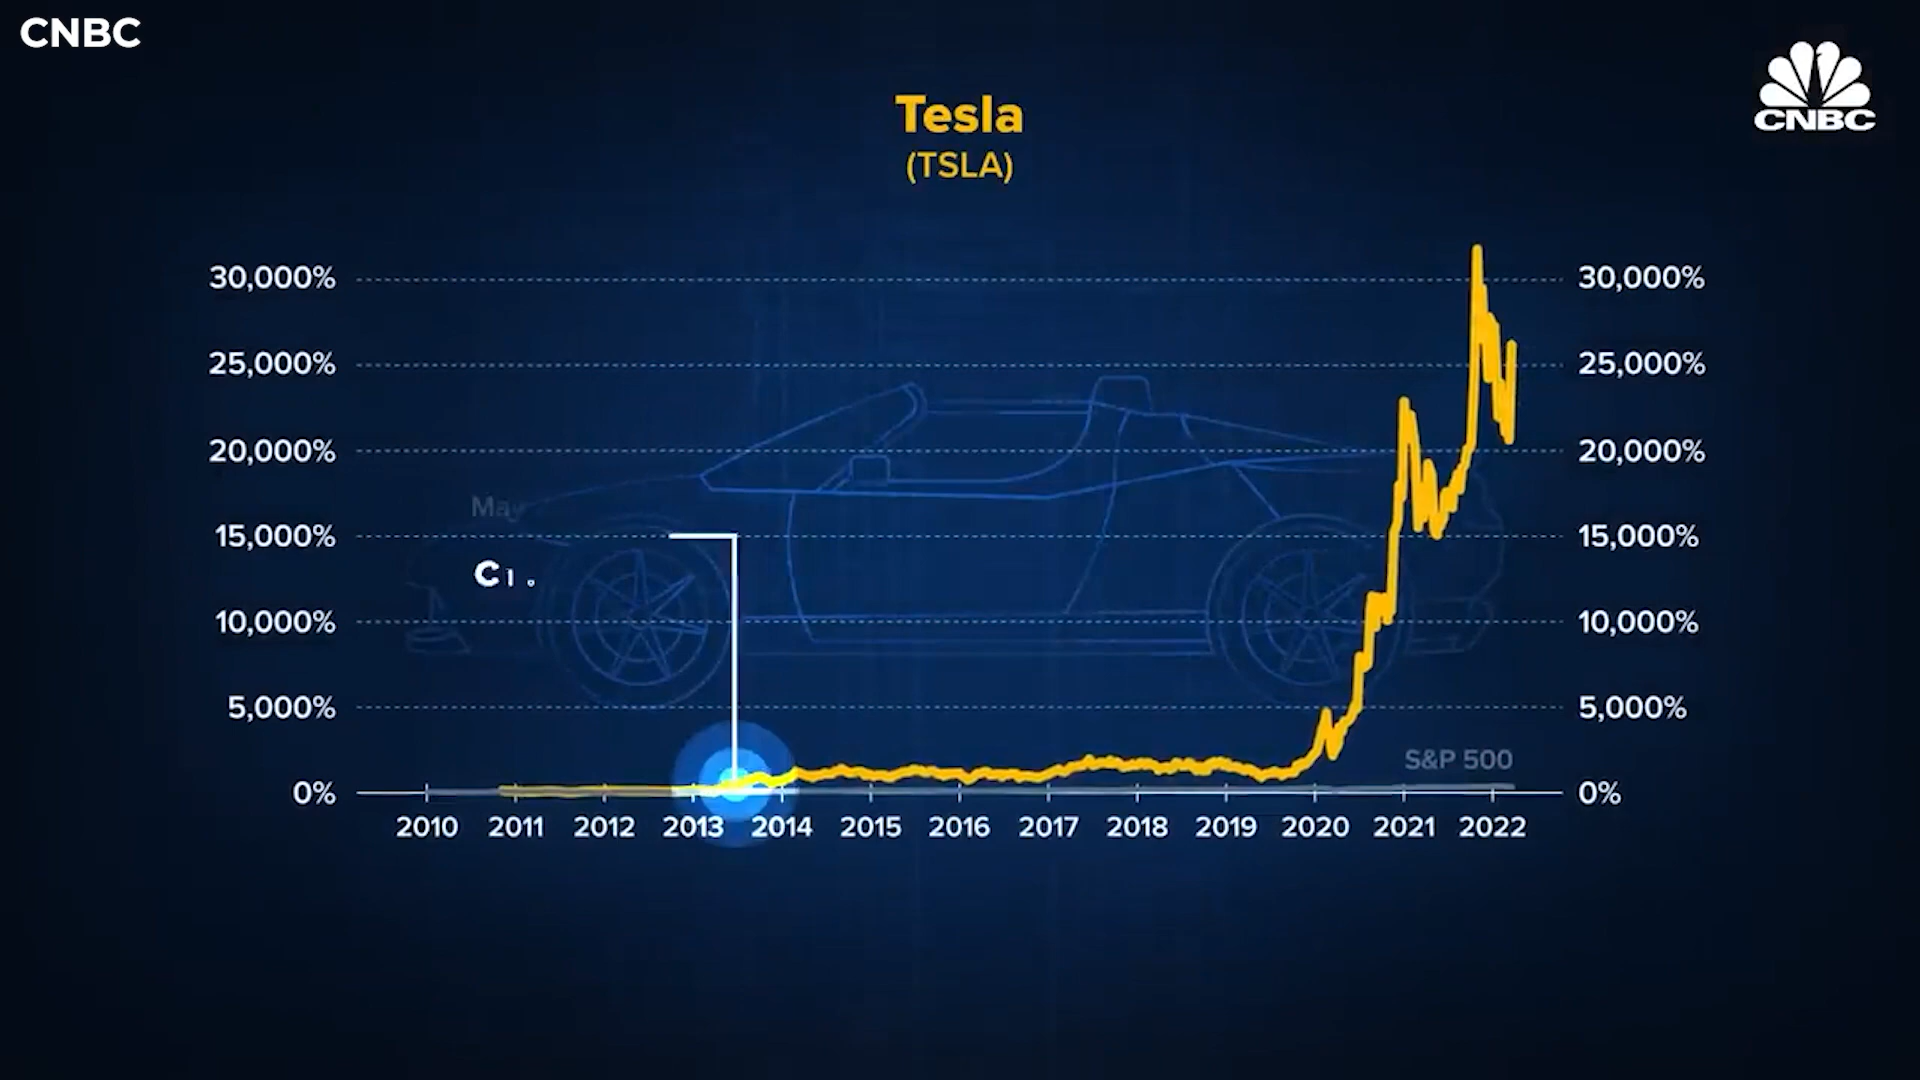 CNBC
CNBC
Tesla
(TSLA)
30,000%
25,000%
20,000%
15,000%
10,000%
5,000%
0%
30,000%
25,000%
20,000%
15,000%
10,000%
5,000%
0%
May
S&P 500
2010 2011 2012 2013 2014 2015 2016 2017 2018 2019 2020 2021 2022